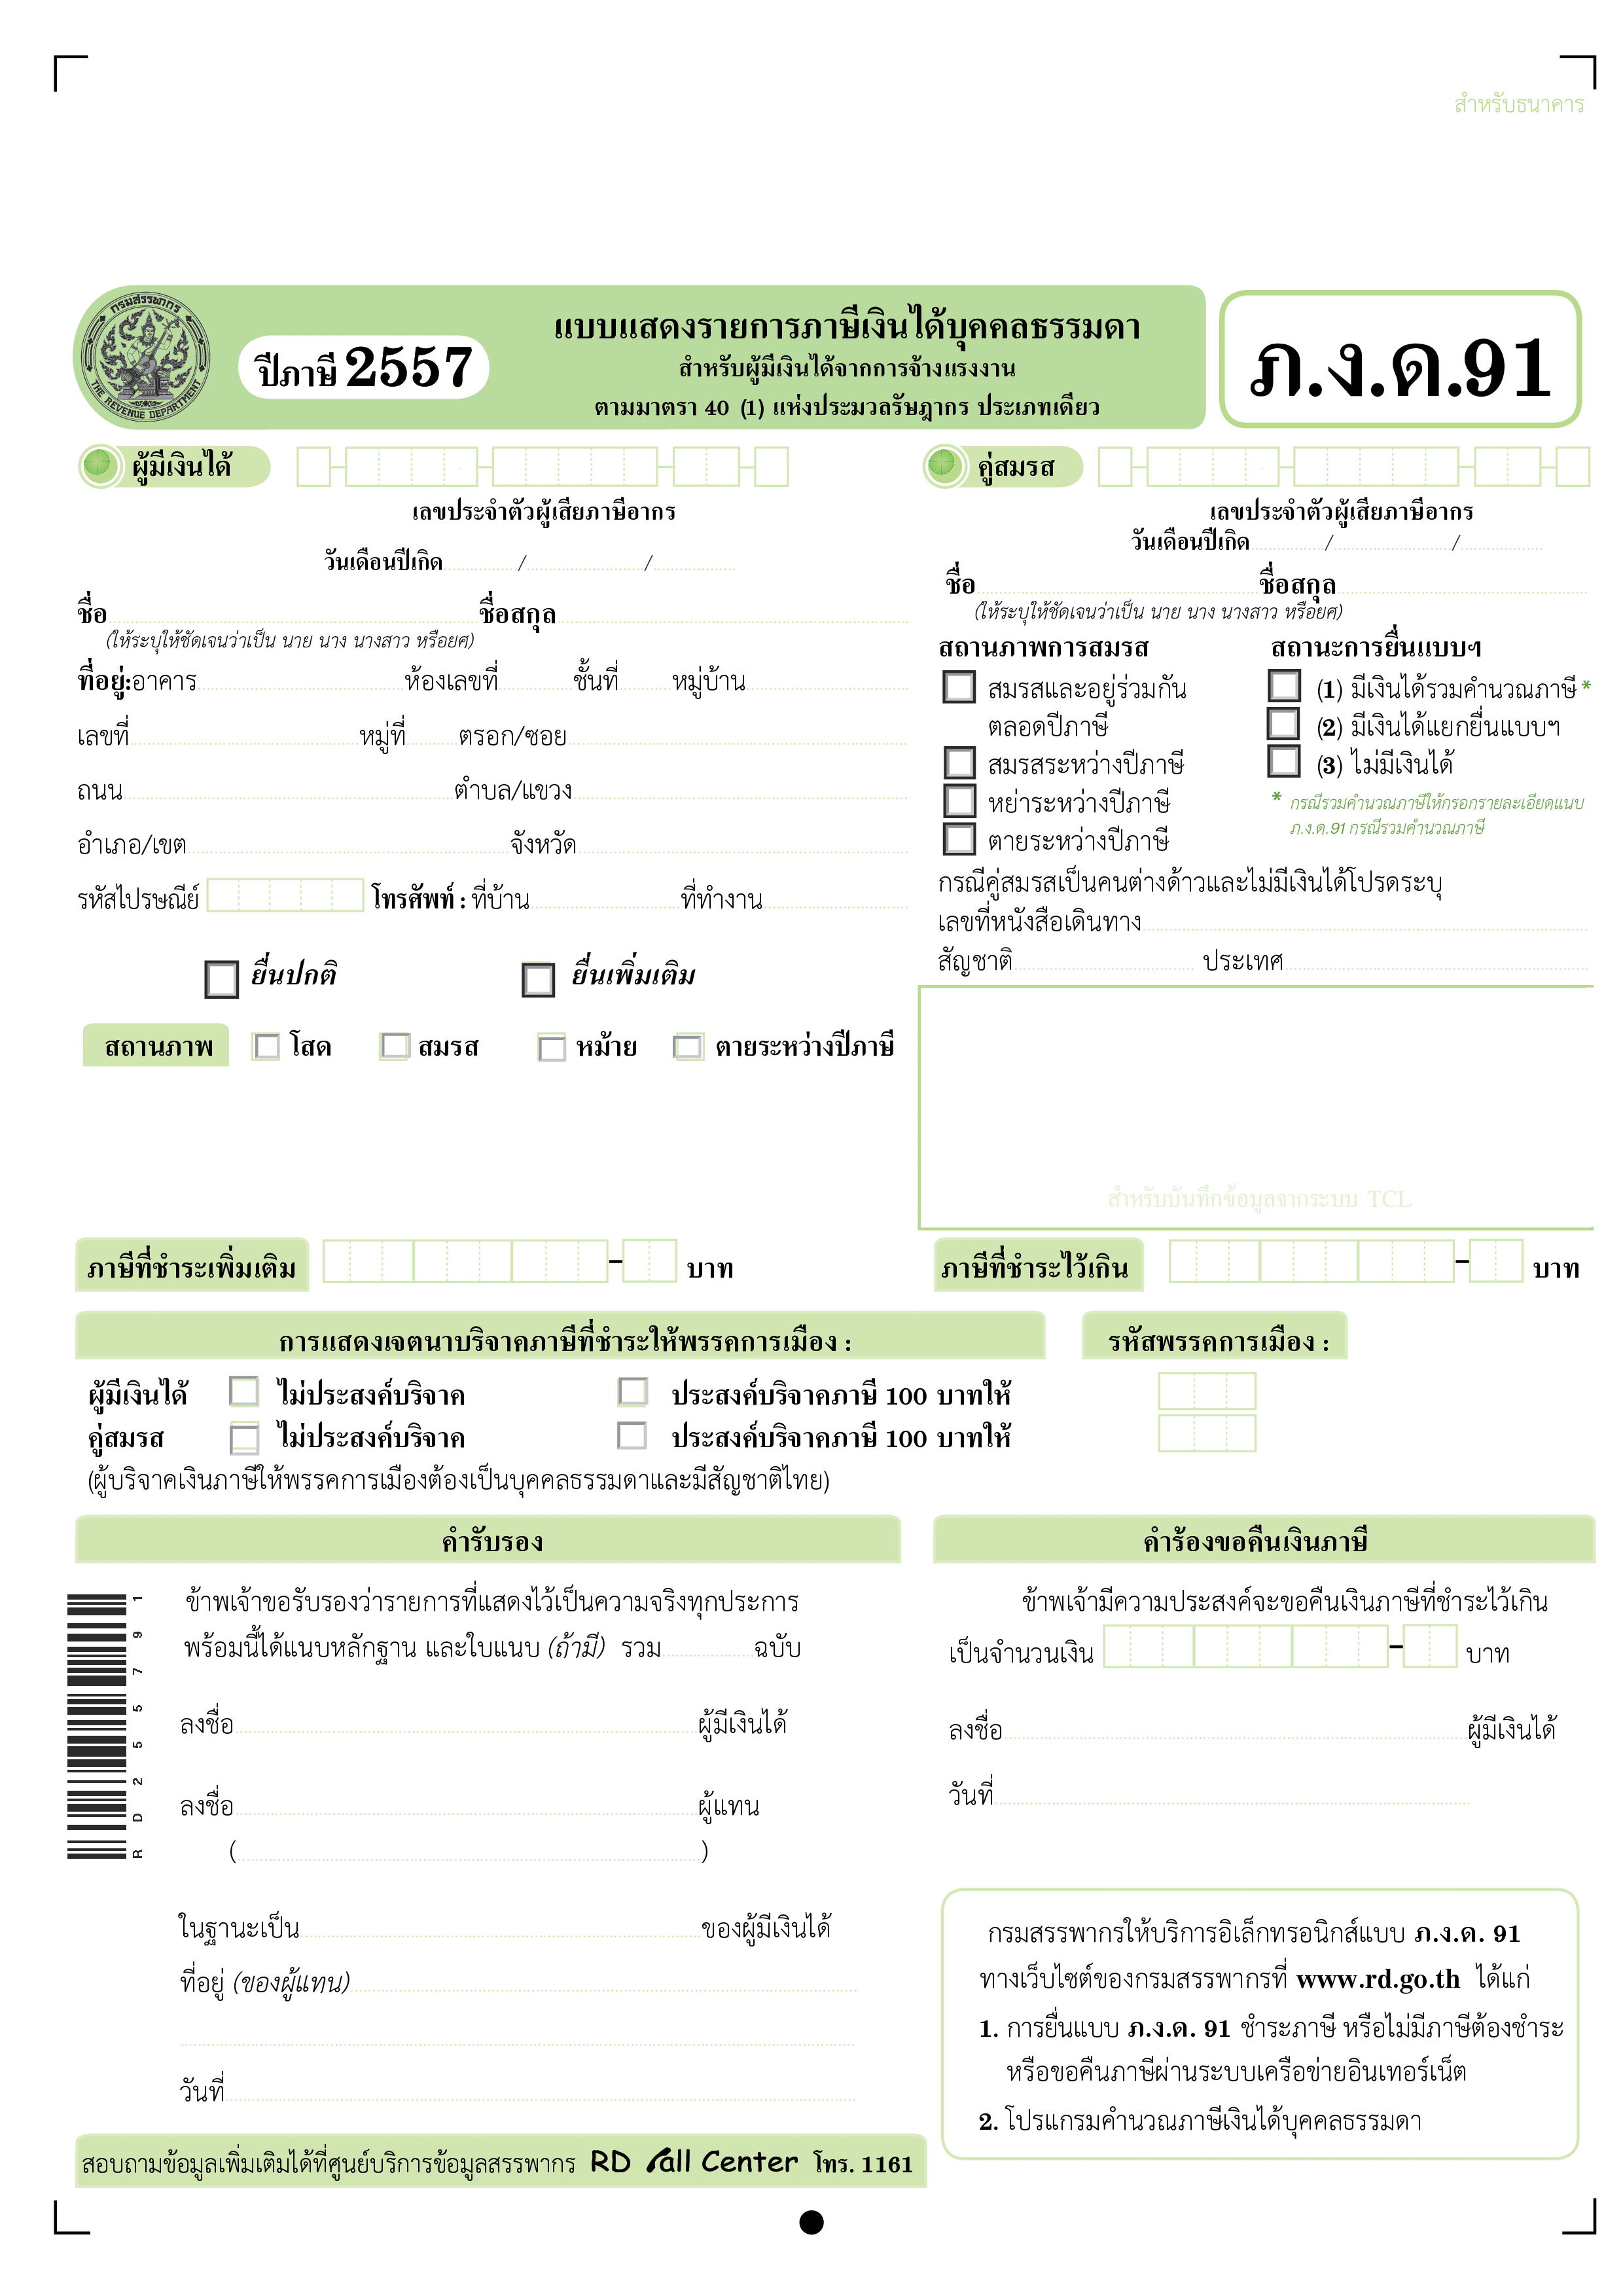 สำหรับธนาคาร
กรมสรรพากร
THE REVENUE DEPARTMENT
ปีภาษี 2557
แบบแสดงรายการภาษีเงินได้บุคคลธรรมดา
สำหรับผู้มีเงินได้จากการจ้างแรงงาน
ตามมาตรา 40 (1) แห่งประมวลรัษฎากร ประเภทเดียว
ภ.ง.ด.91
ผู้มีเงินได้
เลขประจำตัวผู้เสียภาษีอากร
วันเดือนปีเกิด / /
ชื่อ ชื่อสกุล
(ให้ระบุให้ชัดเจนว่าเป็น นาย นาง นางสาว หรือยศ)
ที่อยู่: อาคาร ห้องเลขที่ ชั้นที่ หมู่บ้าน
เลขที่ หมู่ที่ ตรอก/ซอย
ถนน ตำบล/แขวง
อำเภอ/เขต จังหวัด
รหัสไปรษณีย์ โทรศัพท์ : ที่บ้าน ที่ทำงาน
ยื่นปกติ ยื่นเพิ่มเติม
สถานภาพ โสด สมรส หม้าย ตายระหว่างปีภาษี
คู่สมรส
เลขประจำตัวผู้เสียภาษีอากร
วันเดือนปีเกิด / /
ชื่อ ชื่อสกุล
(ให้ระบุให้ชัดเจนว่าเป็น นาย นาง นางสาว หรือยศ)
สถานภาพการสมรส
สมรสและอยู่ร่วมกัน
ตลอดปีภาษี
สมรสระหว่างปีภาษี
หย่าระหว่างปีภาษี
ตายระหว่างปีภาษี
สถานะการยื่นแบบฯ
(1) มีเงินได้รวมคำนวณภาษี *
(2) มีเงินได้แยกยื่นแบบฯ
(3) ไม่มีเงินได้
* กรณีรวมคำนวณภาษีให้กรอกรายละเอียดแนบ
ภ.ง.ด.91 กรณีรวมคำนวณภาษี
กรณีคู่สมรสเป็นคนต่างด้าวและไม่มีเงินได้โปรดระบุ
เลขที่หนังสือเดินทาง
สัญชาติ ประเทศ
สำหรับบันทึกข้อมูลจากระบบ TCL
ภาษีที่ชำระเพิ่มเติม - บาท
ภาษีที่ชำระไว้เกิน - บาท
การแสดงเจตนาบริจาคภาษีที่ชำระให้พรรคการเมือง : รหัสพรรคการเมือง :
ผู้มีเงินได้ ไม่ประสงค์บริจาค ประสงค์บริจาคภาษี 100 บาทให้
คู่สมรส ไม่ประสงค์บริจาค ประสงค์บริจาคภาษี 100 บาทให้
(ผู้บริจาคเงินภาษีให้พรรคการเมืองต้องเป็นบุคคลธรรมดาและมีสัญชาติไทย)
คำรับรอง
ข้าพเจ้าขอรับรองว่ารายการที่แสดงไว้เป็นความจริงทุกประการ
พร้อมนี้ได้แนบหลักฐาน และใบแนบ (ถ้ามี) รวม ฉบับ
ลงชื่อ ผู้มีเงินได้
ลงชื่อ ผู้แทน
( )
ในฐานะเป็น ของผู้มีเงินได้
ที่อยู่ (ของผู้แทน)
วันที่
RD255791
คำร้องขอคืนเงินภาษี
ข้าพเจ้ามีความประสงค์จะขอคืนเงินภาษีที่ชำระไว้เกิน
เป็นจำนวนเงิน - บาท
ลงชื่อ ผู้มีเงินได้
วันที่
กรมสรรพากรให้บริการอิเล็กทรอนิกส์แบบ ภ.ง.ด. 91
ทางเว็บไซต์ของกรมสรรพากรที่ www.rd.go.th ได้แก่
1. การยื่นแบบ ภ.ง.ด. 91 ชำระภาษี หรือไม่มีภาษีต้องชำระ
หรือขอคืนภาษีผ่านระบบเครือข่ายอินเทอร์เน็ต
2. โปรแกรมคำนวณภาษีเงินได้บุคคลธรรมดา
สอบถามข้อมูลเพิ่มเติมได้ที่ศูนย์บริการข้อมูลสรรพากร RD Call Center โทร. 1161